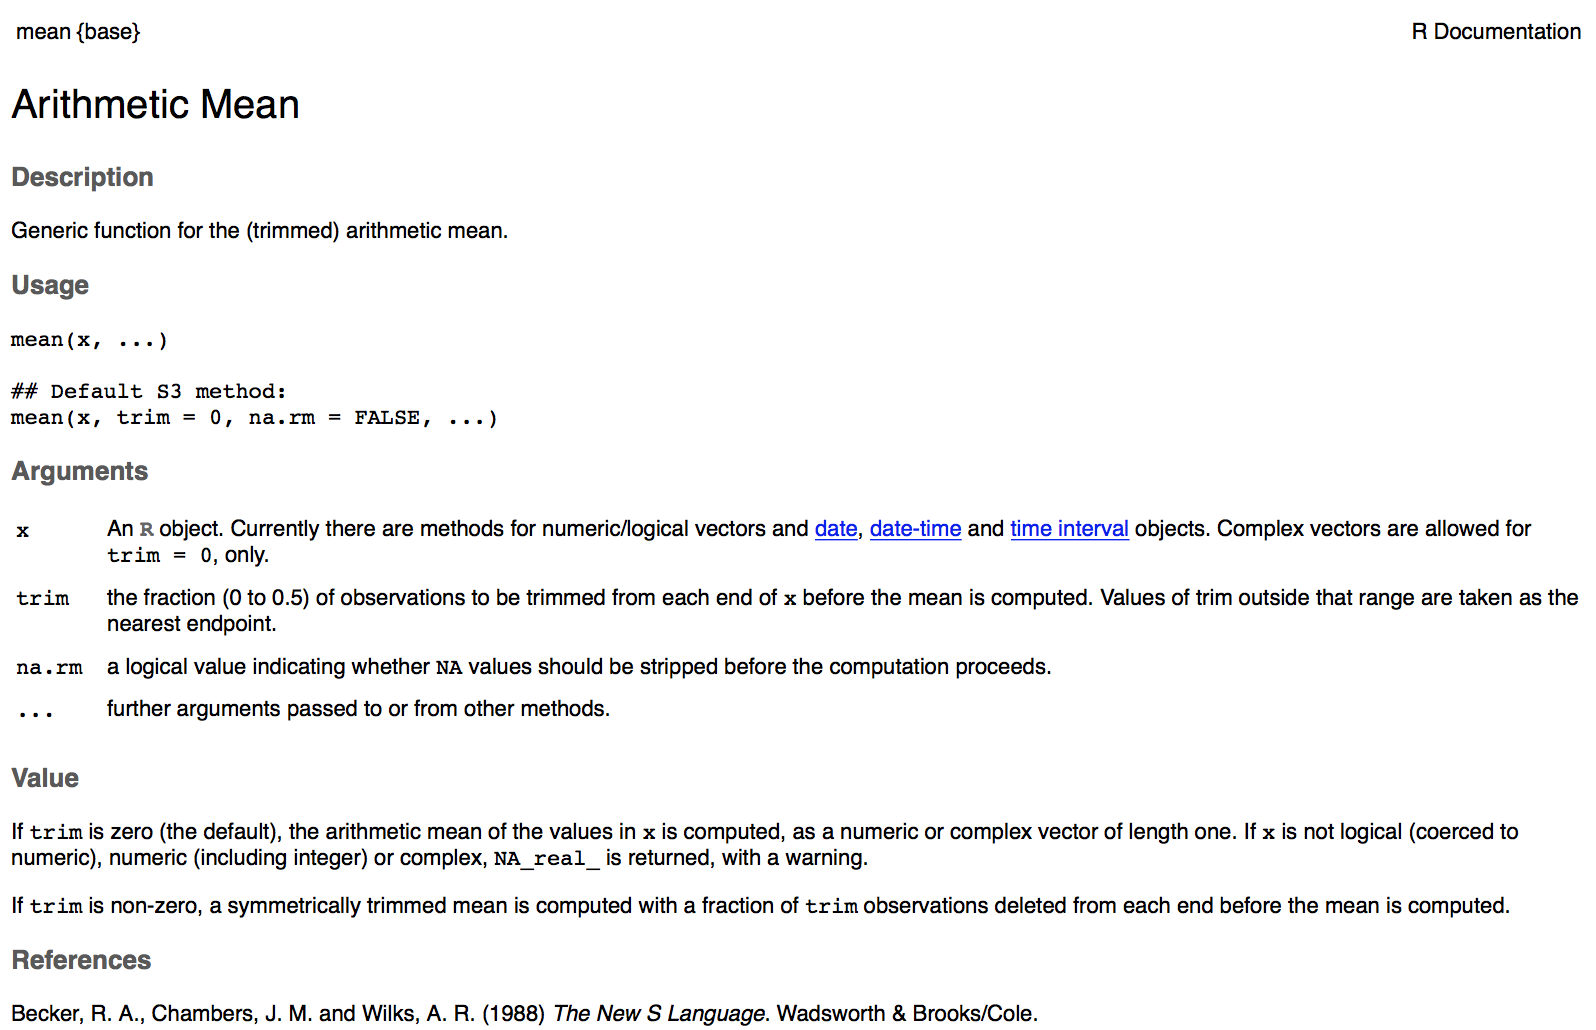 mean {base}
R Documentation
Arithmetic Mean
Description
Generic function for the (trimmed) arithmetic mean.
Usage
mean(x, ...)
## Default S3 method:
mean(x, trim = 0, na.rm = FALSE, ...)
Arguments
x An R object. Currently there are methods for numeric/logical vectors and date, date-time and time interval objects. Complex vectors are allowed for
trim = 0, only.
trim the fraction (0 to 0.5) of observations to be trimmed from each end of x before the mean is computed. Values of trim outside that range are taken as the
nearest endpoint.
na.rm a logical value indicating whether NA values should be stripped before the computation proceeds.
... further arguments passed to or from other methods.
Value
If trim is zero (the default), the arithmetic mean of the values in x is computed, as a numeric or complex vector of length one. If x is not logical (coerced to
numeric), numeric (including integer) or complex, NA_real_ is returned, with a warning.
If trim is non-zero, a symmetrically trimmed mean is computed with a fraction of trim observations deleted from each end before the mean is computed.
References
Becker, R. A., Chambers, J. M. and Wilks, A. R. (1988) The New S Language. Wadsworth & Brooks/Cole.